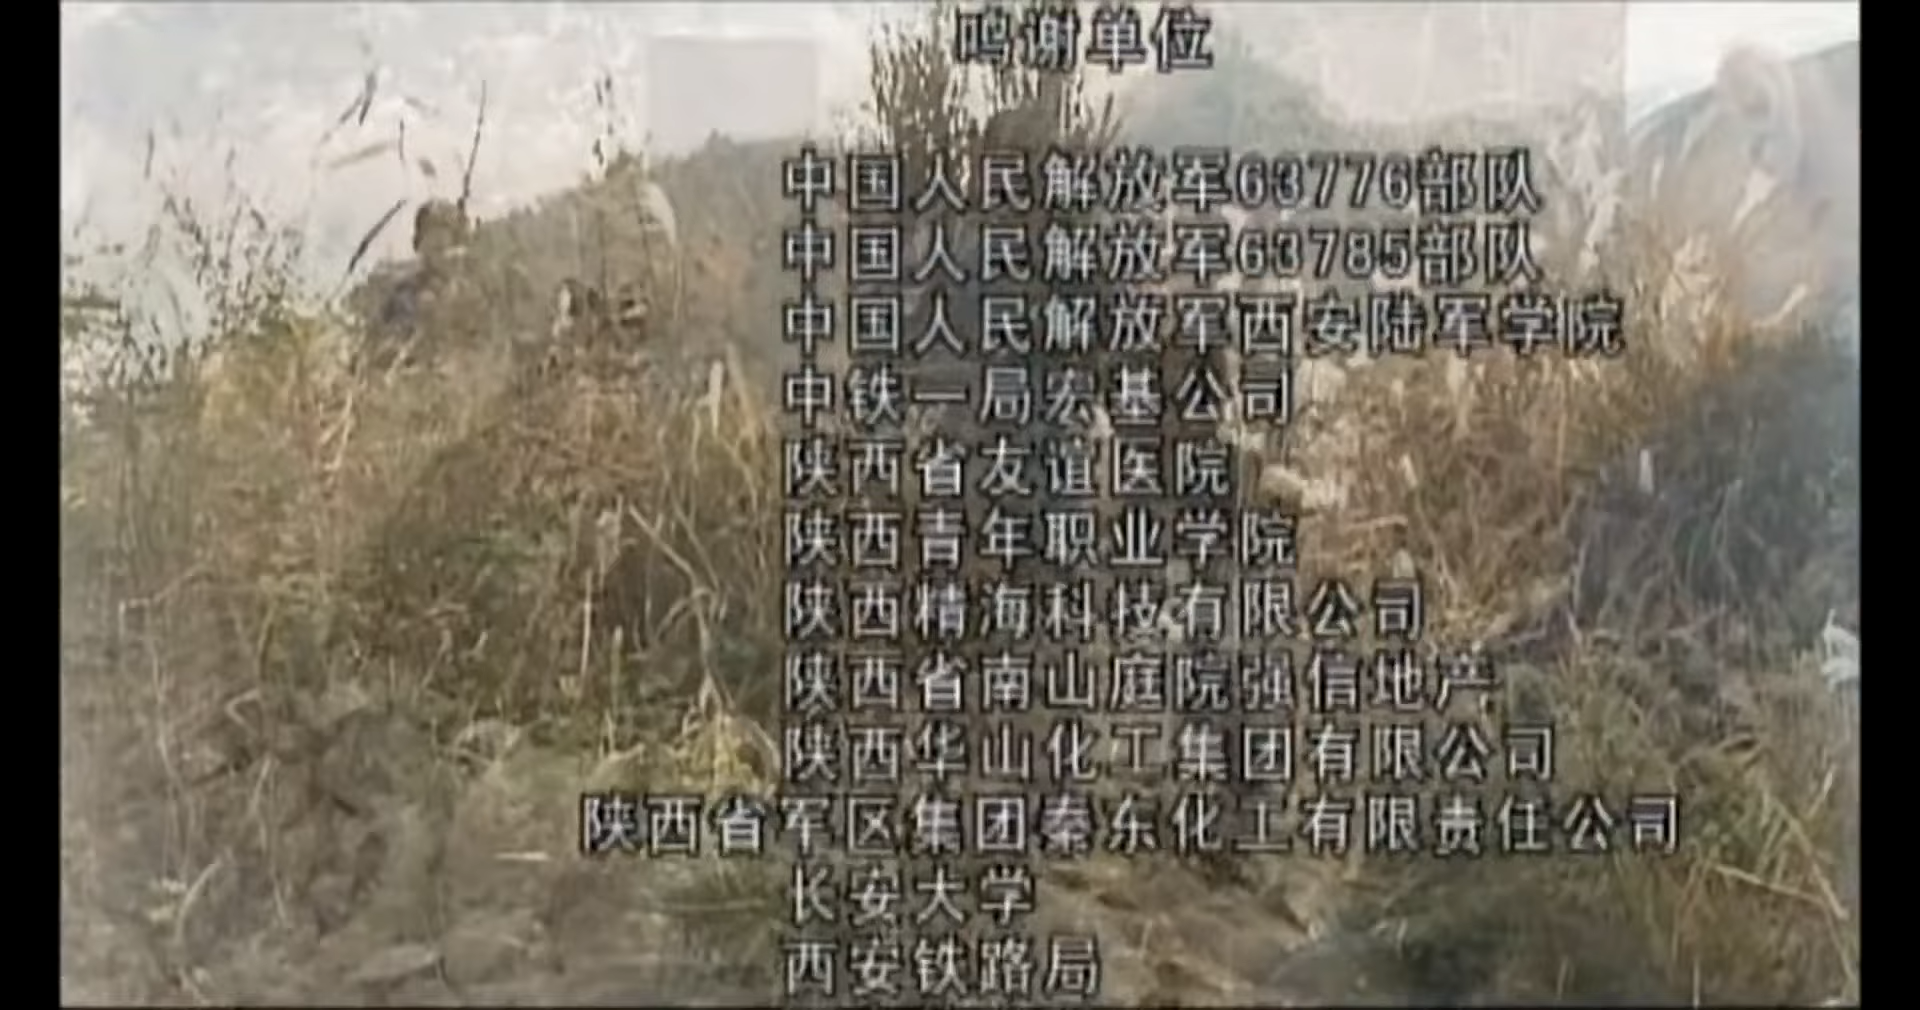 鸣谢单位
中国人民解放军63776部队
中国人民解放军63785部队
中国人民解放军西安陆军学院
中铁一局宏基公司
陕西省友谊医院
陕西青年职业学院
陕西精海科技有限公司
陕西省南山庭院强信地产
陕西华山化工集团有限公司
陕西省军区集团秦东化工有限责任公司
长安大学
西安铁路局